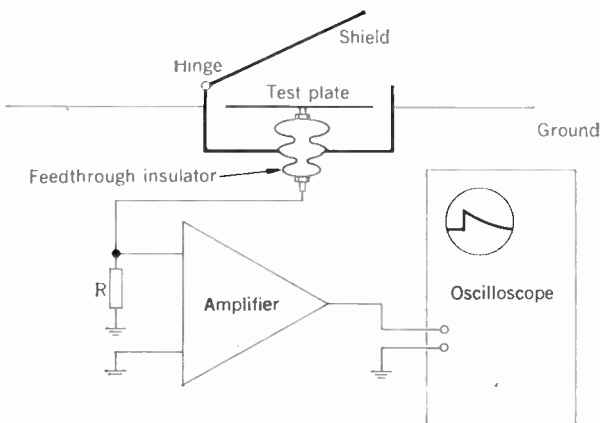 Shield
Hinge
Test plate
Ground
Feedthrough insulator
R
Amplifier
Oscilloscope